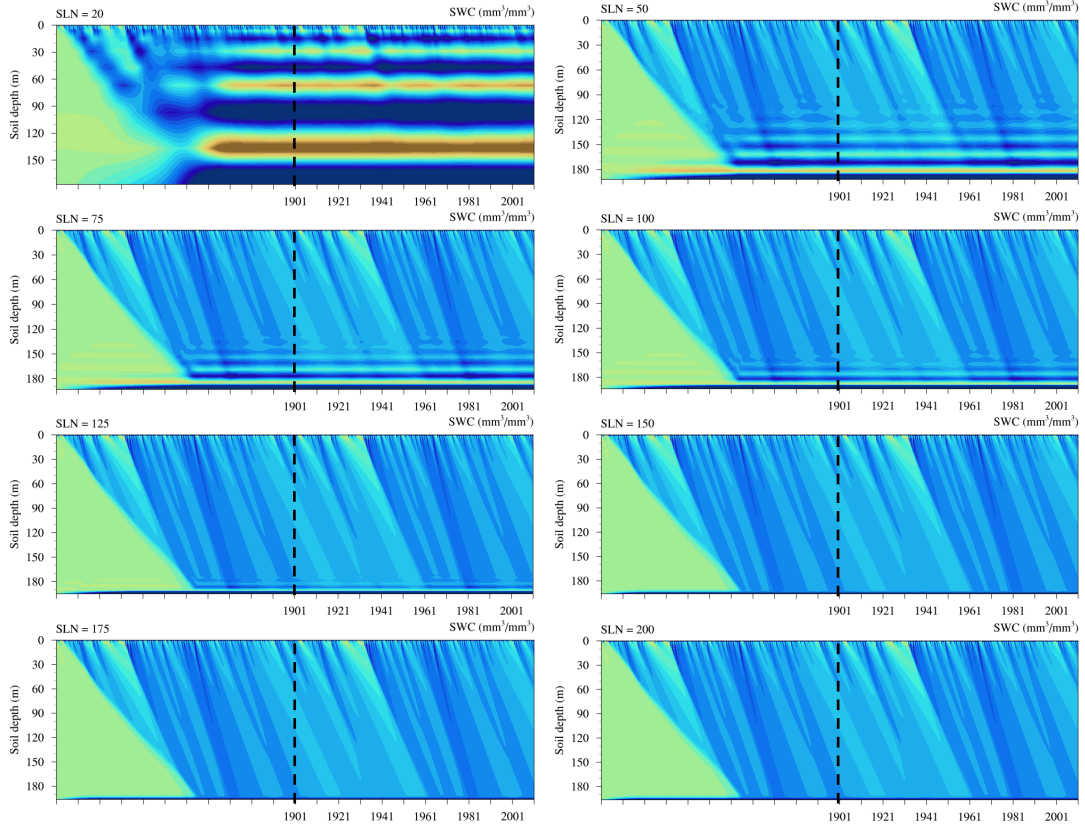 SLN = 20 SWC (mm³/mm³)
Soil depth (m)
0
30
60
90
120
150
1901 1921 1941 1961 1981 2001
SLN = 50 SWC (mm³/mm³)
Soil depth (m)
0
30
60
90
120
150
180
1901 1921 1941 1961 1981 2001
SLN = 75 SWC (mm³/mm³)
Soil depth (m)
0
30
60
90
120
150
180
1901 1921 1941 1961 1981 2001
SLN = 100 SWC (mm³/mm³)
Soil depth (m)
0
30
60
90
120
150
180
1901 1921 1941 1961 1981 2001
SLN = 125 SWC (mm³/mm³)
Soil depth (m)
0
30
60
90
120
150
180
1901 1921 1941 1961 1981 2001
SLN = 150 SWC (mm³/mm³)
Soil depth (m)
0
30
60
90
120
150
180
1901 1921 1941 1961 1981 2001
SLN = 175 SWC (mm³/mm³)
Soil depth (m)
0
30
60
90
120
150
180
1901 1921 1941 1961 1981 2001
SLN = 200 SWC (mm³/mm³)
Soil depth (m)
0
30
60
90
120
150
180
1901 1921 1941 1961 1981 2001